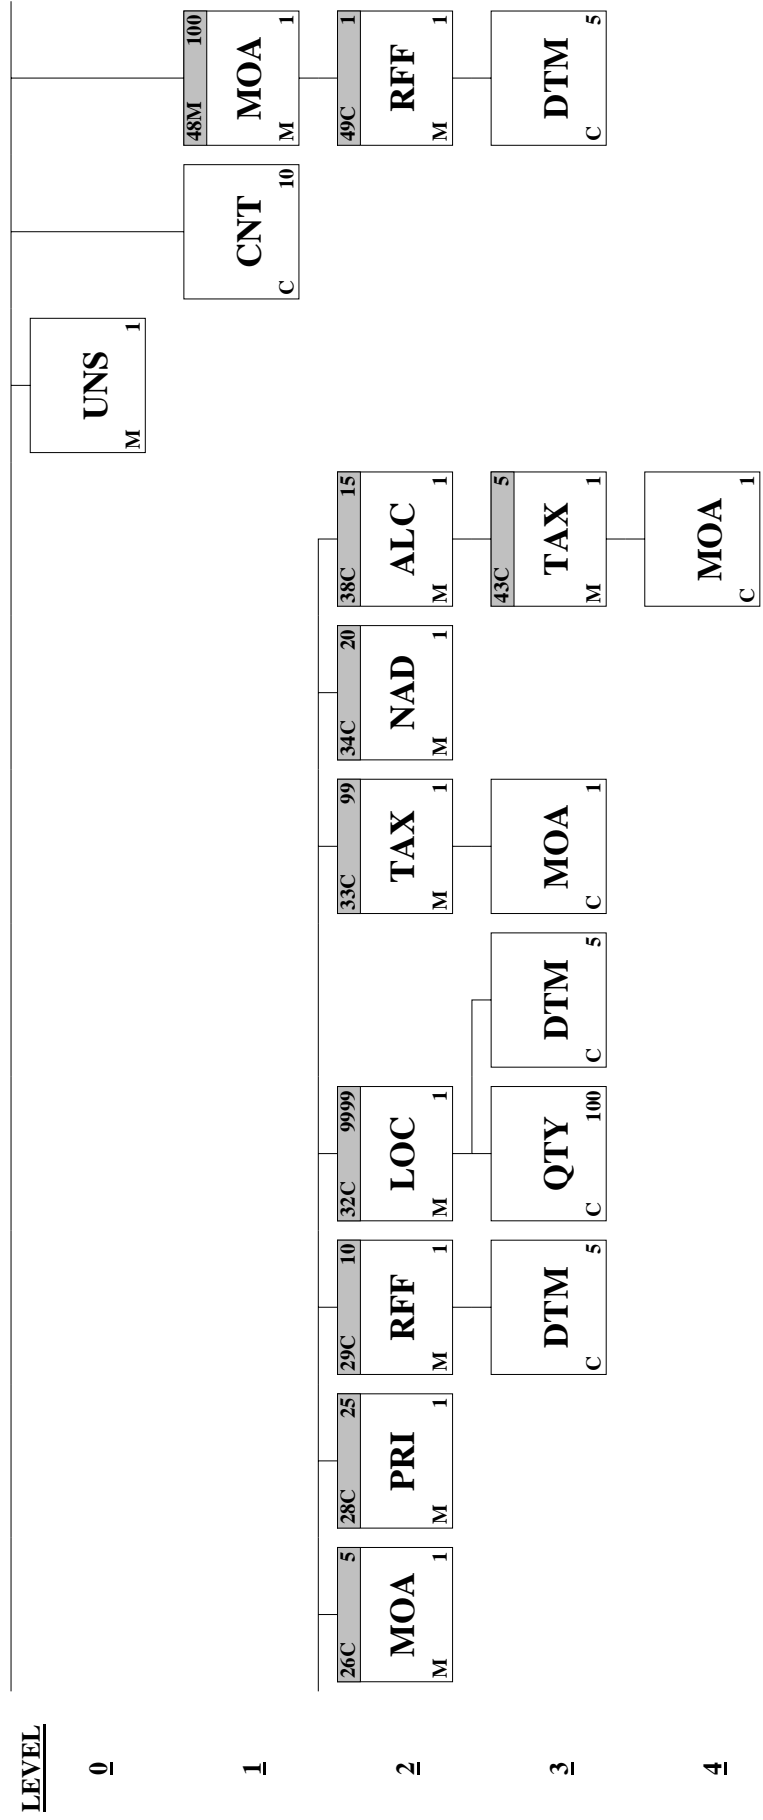 LEVEL
0
UNS
M 1
1
CNT
C 10
48M 100
MOA
M 1
2
26C 5
MOA
M 1
28C 25
PRI
M 1
29C 10
RFF
M 1
32C 9999
LOC
M 1
33C 99
TAX
M 1
34C 20
NAD
M 1
38C 15
ALC
M 1
49C 1
RFF
M 1
3
DTM
C 5
QTY
C 100
DTM
C 5
MOA
C 1
43C 5
TAX
M 1
DTM
C 5
4
MOA
C 1